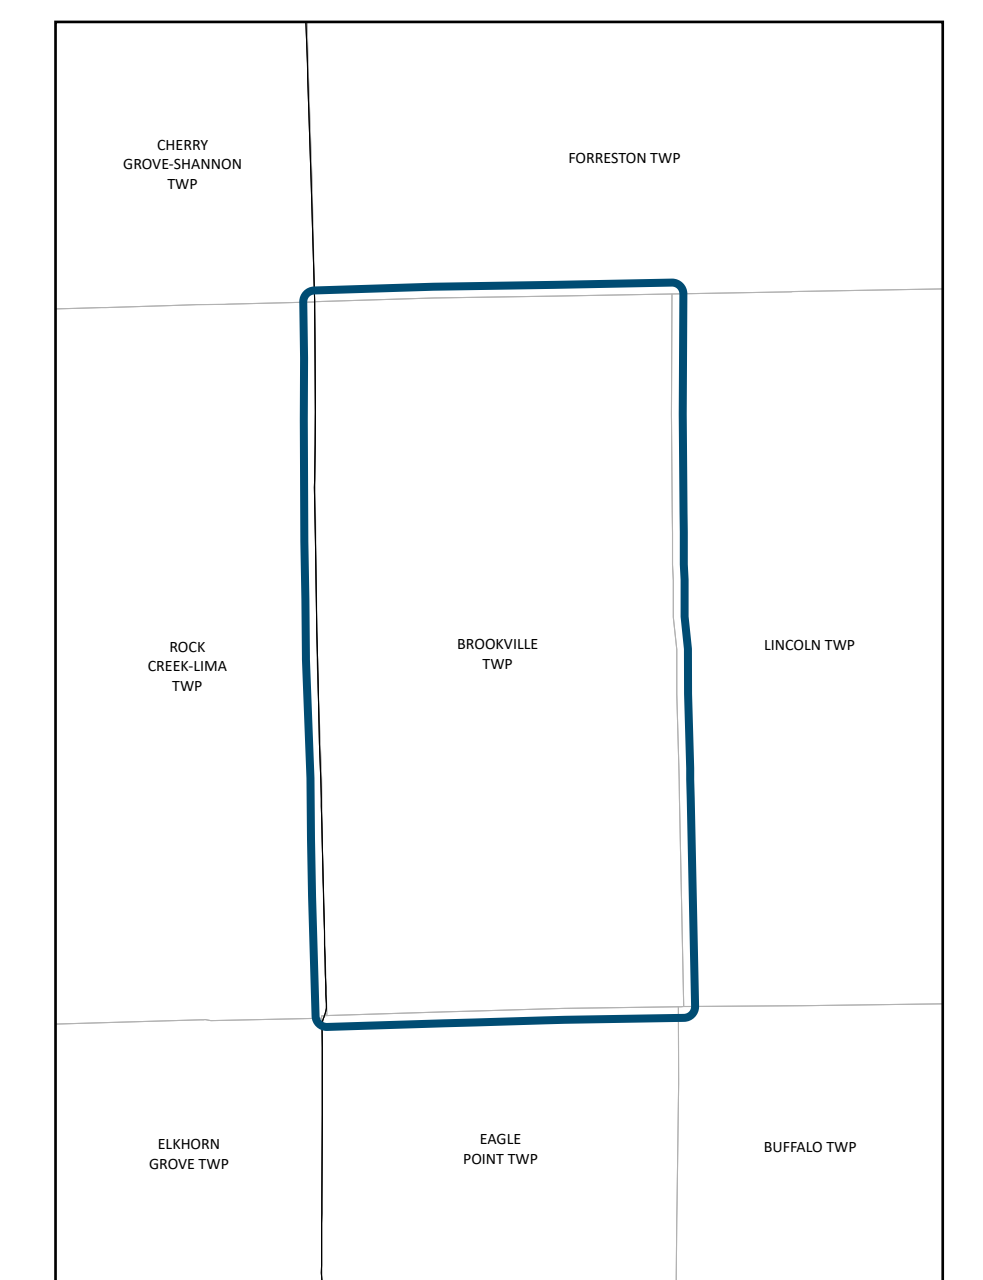 CHERRY
GROVE-SHANNON
TWP
FORRESTON TWP
ROCK
CREEK-LIMA
TWP
BROOKVILLE
TWP
LINCOLN TWP
ELKHORN
GROVE TWP
EAGLE
POINT TWP
BUFFALO TWP